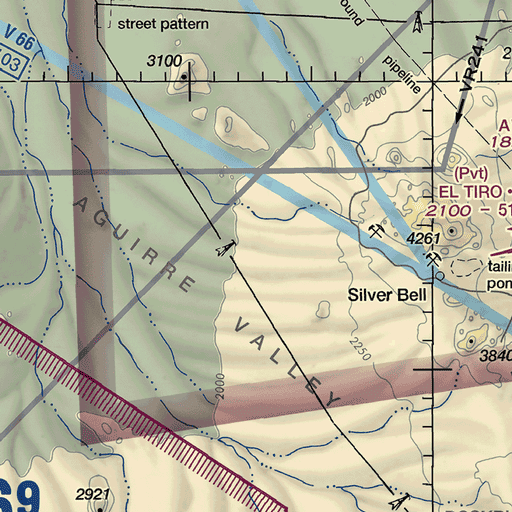 street pattern
V 66
103
3100
pipeline
2000
VR241
(Pvt)
EL TIRO
2100 - 51
4261
AGUIRRE
VALLEY
Silver Bell
2250
3840
2000
2921